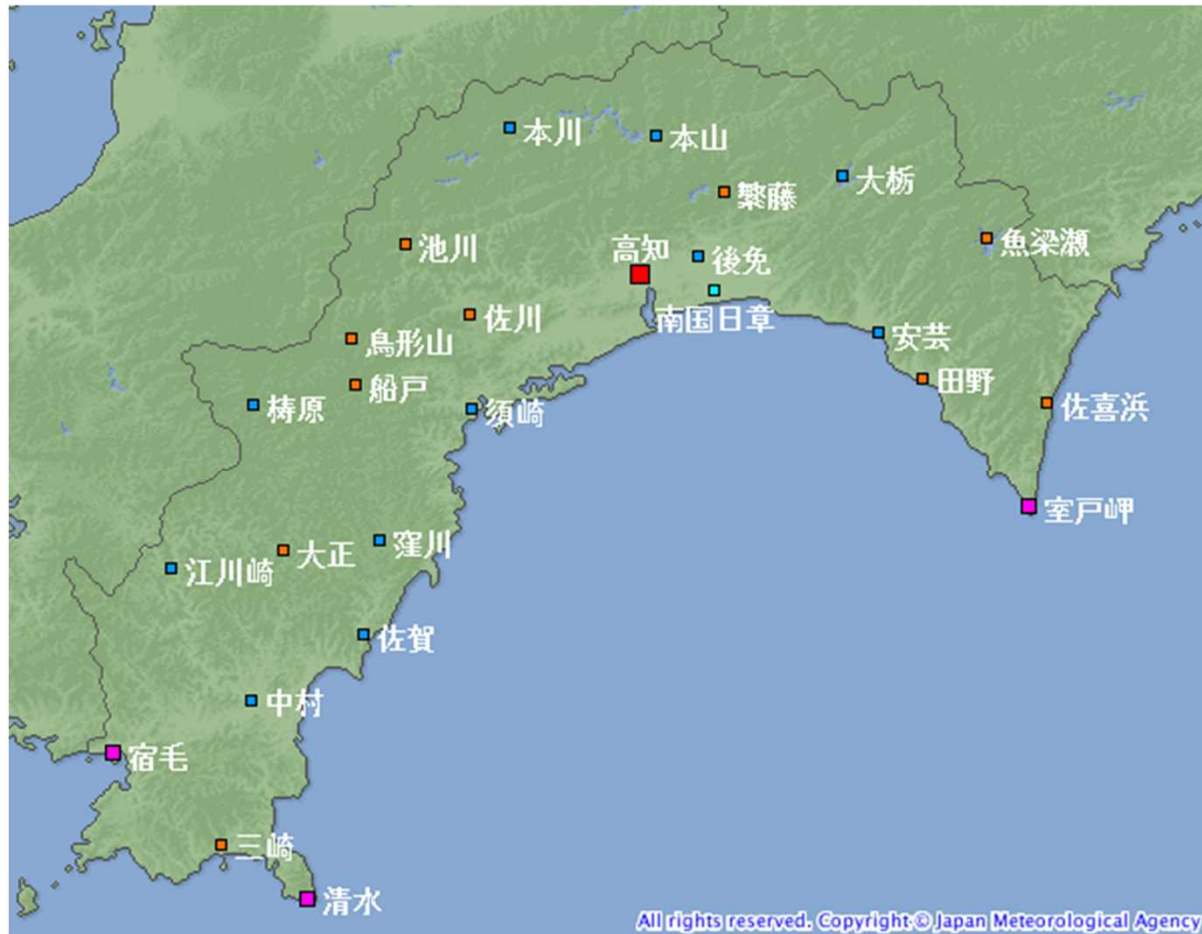 本川
本山
大栃
繁藤
魚梁瀬
池川
高知
後免
佐川
南国日章
鳥形山
安芸
船戸
田野
梼原
須崎
佐喜浜
室戸岬
窪川
大正
江川崎
佐賀
中村
宿毛
三崎
清水
All rights reserved. Copyright © Japan Meteorological Agency